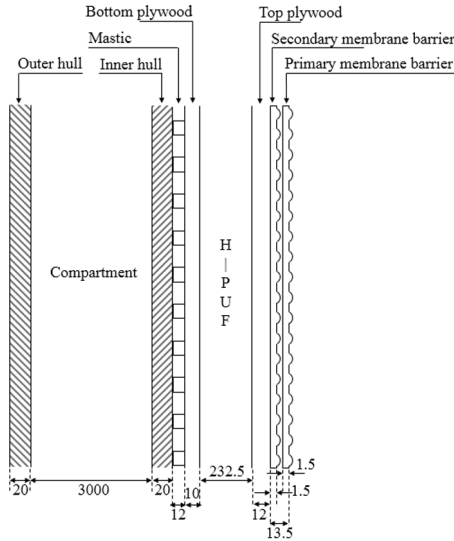 Bottom plywood
Top plywood
Mastic
Secondary membrane barrier
Outer hull
Inner hull
Primary membrane barrier
Compartment
H
|
P
U
F
20
3000
20
12
10
232.5
12
1.5
1.5
13.5